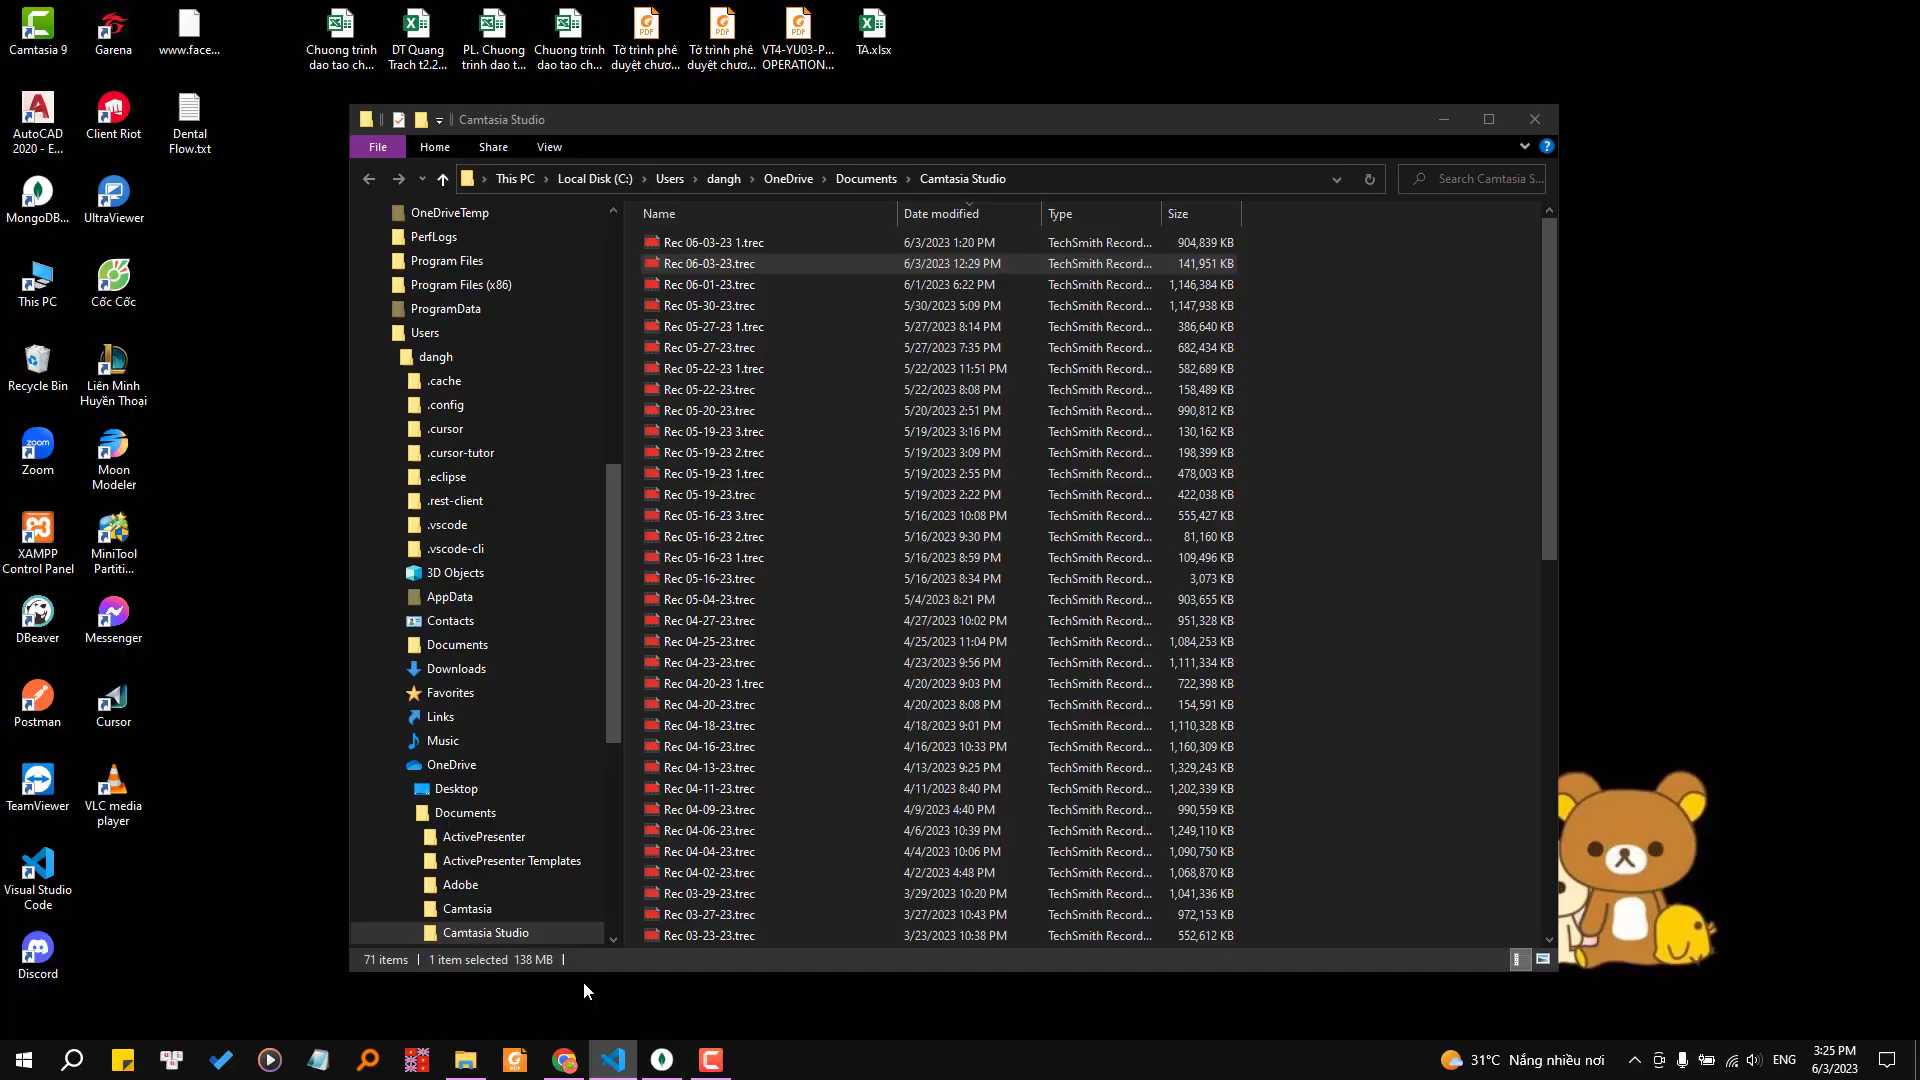 Camtasia 9
Garena
www.face...
Chuong trinh
dao tao ch...
DT Quang
Trach t2.2...
PL. Chuong
trinh dao t...
Chuong trinh
dao tao ch...
Tờ trình phê
duyệt chươ...
Tờ trình phê
duyệt chươ...
VT4-YU03-P...
OPERATION...
TA.xlsx
AutoCAD
2020 - E...
Client Riot
Dental
Flow.txt
MongoDB...
UltraViewer
This PC
Cốc Cốc
Recycle Bin
Liên Minh
Huyền Thoại
Zoom
Moon
Modeler
XAMPP
Control Panel
MiniTool
Partiti...
DBeaver
Messenger
Postman
Cursor
TeamViewer
VLC media
player
Visual Studio
Code
Discord
Camtasia Studio
File Home Share View
This PC Local Disk (C:) Users dangh OneDrive Documents Camtasia Studio
Search Camtasia S...
OneDriveTemp
PerfLogs
Program Files
Program Files (x86)
ProgramData
Users
dangh
.cache
.config
.cursor
.cursor-tutor
.eclipse
.rest-client
.vscode
.vscode-cli
3D Objects
AppData
Contacts
Documents
Downloads
Favorites
Links
Music
OneDrive
Desktop
Documents
ActivePresenter
ActivePresenter Templates
Adobe
Camtasia
Camtasia Studio
Name Date modified Type Size
Rec 06-03-23 1.trec 6/3/2023 1:20 PM TechSmith Record... 904,839 KB
Rec 06-03-23.trec 6/3/2023 12:29 PM TechSmith Record... 141,951 KB
Rec 06-01-23.trec 6/1/2023 6:22 PM TechSmith Record... 1,146,384 KB
Rec 05-30-23.trec 5/30/2023 5:09 PM TechSmith Record... 1,147,938 KB
Rec 05-27-23 1.trec 5/27/2023 8:14 PM TechSmith Record... 386,640 KB
Rec 05-27-23.trec 5/27/2023 7:35 PM TechSmith Record... 682,434 KB
Rec 05-22-23 1.trec 5/22/2023 11:51 PM TechSmith Record... 582,689 KB
Rec 05-22-23.trec 5/22/2023 8:08 PM TechSmith Record... 158,489 KB
Rec 05-20-23.trec 5/20/2023 2:51 PM TechSmith Record... 990,812 KB
Rec 05-19-23 3.trec 5/19/2023 3:16 PM TechSmith Record... 130,162 KB
Rec 05-19-23 2.trec 5/19/2023 3:09 PM TechSmith Record... 198,399 KB
Rec 05-19-23 1.trec 5/19/2023 2:55 PM TechSmith Record... 478,003 KB
Rec 05-19-23.trec 5/19/2023 2:22 PM TechSmith Record... 422,038 KB
Rec 05-16-23 3.trec 5/16/2023 10:08 PM TechSmith Record... 555,427 KB
Rec 05-16-23 2.trec 5/16/2023 9:30 PM TechSmith Record... 81,160 KB
Rec 05-16-23 1.trec 5/16/2023 8:59 PM TechSmith Record... 109,496 KB
Rec 05-16-23.trec 5/16/2023 8:34 PM TechSmith Record... 3,073 KB
Rec 05-04-23.trec 5/4/2023 8:21 PM TechSmith Record... 903,655 KB
Rec 04-27-23.trec 4/27/2023 10:02 PM TechSmith Record... 951,328 KB
Rec 04-25-23.trec 4/25/2023 11:04 PM TechSmith Record... 1,084,253 KB
Rec 04-23-23.trec 4/23/2023 9:56 PM TechSmith Record... 1,111,334 KB
Rec 04-20-23 1.trec 4/20/2023 9:03 PM TechSmith Record... 722,398 KB
Rec 04-20-23.trec 4/20/2023 8:08 PM TechSmith Record... 154,591 KB
Rec 04-18-23.trec 4/18/2023 9:01 PM TechSmith Record... 1,110,328 KB
Rec 04-16-23.trec 4/16/2023 10:33 PM TechSmith Record... 1,160,309 KB
Rec 04-13-23.trec 4/13/2023 9:25 PM TechSmith Record... 1,329,243 KB
Rec 04-11-23.trec 4/11/2023 8:40 PM TechSmith Record... 1,202,339 KB
Rec 04-09-23.trec 4/9/2023 4:40 PM TechSmith Record... 990,559 KB
Rec 04-06-23.trec 4/6/2023 10:39 PM TechSmith Record... 1,249,110 KB
Rec 04-04-23.trec 4/4/2023 10:06 PM TechSmith Record... 1,090,750 KB
Rec 04-02-23.trec 4/2/2023 4:48 PM TechSmith Record... 1,068,870 KB
Rec 03-29-23.trec 3/29/2023 10:20 PM TechSmith Record... 1,041,336 KB
Rec 03-27-23.trec 3/27/2023 10:43 PM TechSmith Record... 972,153 KB
Rec 03-23-23.trec 3/23/2023 10:38 PM TechSmith Record... 552,612 KB
71 items 1 item selected 138 MB
31°C Nắng nhiều nơi
ENG
3:25 PM
6/3/2023